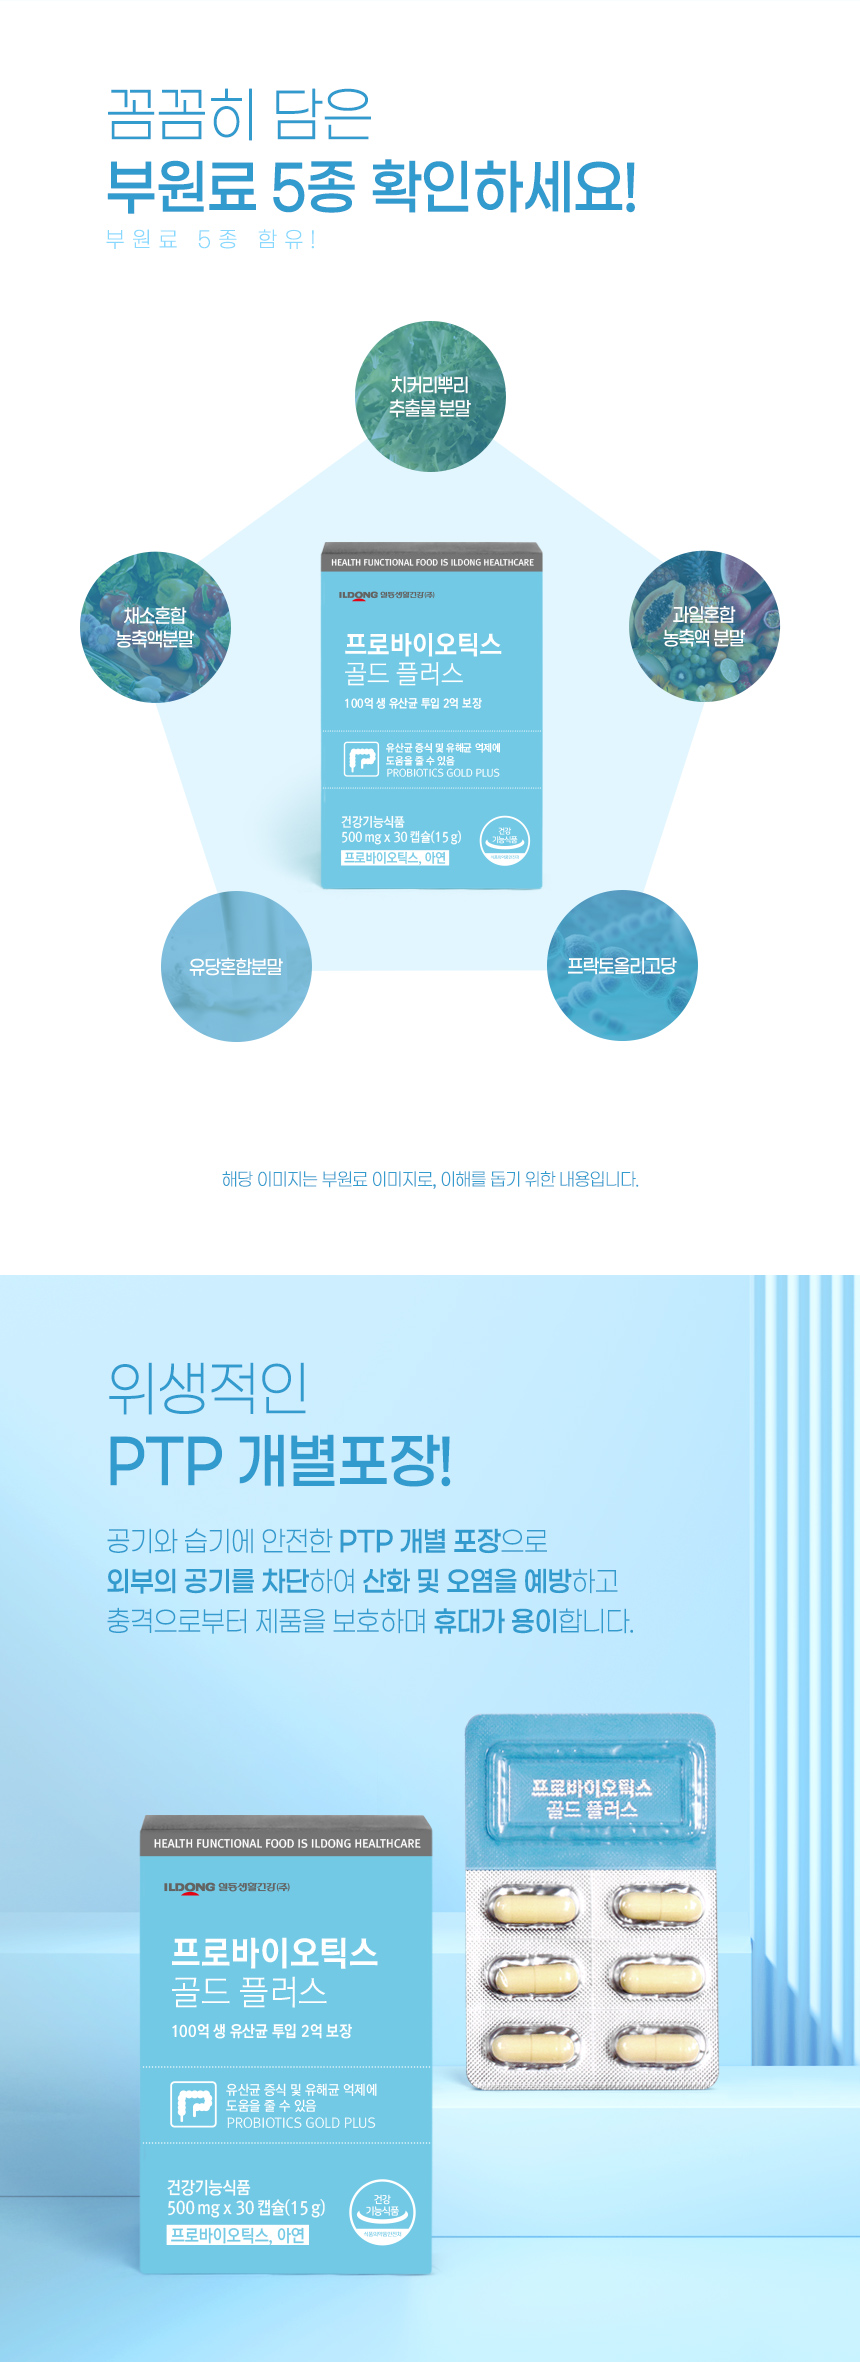 꼼꼼히 담은
부원료 5종 확인하세요!
부원료 5종 함유!
치커리뿌리
추출물 분말
채소혼합
농축액분말
과일혼합
농축액 분말
HEALTH FUNCTIONAL FOOD IS ILDONG HEALTHCARE
ILDONG 일동생활건강(주)
프로바이오틱스
골드 플러스
100억 생 유산균 투입 2억 보장
유산균 증식 및 유해균 억제에
도움을 줄 수 있음
PROBIOTICS GOLD PLUS
건강기능식품
500 mg x 30 캡슐(15 g)
프로바이오틱스, 아연
건강
기능식품
유당혼합분말
프락토올리고당
해당 이미지는 부원료 이미지로, 이해를 돕기 위한 내용입니다.
위생적인
PTP 개별포장!
공기와 습기에 안전한 PTP 개별 포장으로
외부의 공기를 차단하여 산화 및 오염을 예방하고
충격으로부터 제품을 보호하며 휴대가 용이합니다.
프로바이오틱스
골드 플러스
HEALTH FUNCTIONAL FOOD IS ILDONG HEALTHCARE
ILDONG 일동생활건강(주)
프로바이오틱스
골드 플러스
100억 생 유산균 투입 2억 보장
유산균 증식 및 유해균 억제에
도움을 줄 수 있음
PROBIOTICS GOLD PLUS
건강기능식품
500 mg x 30 캡슐(15 g)
프로바이오틱스, 아연
건강
기능식품